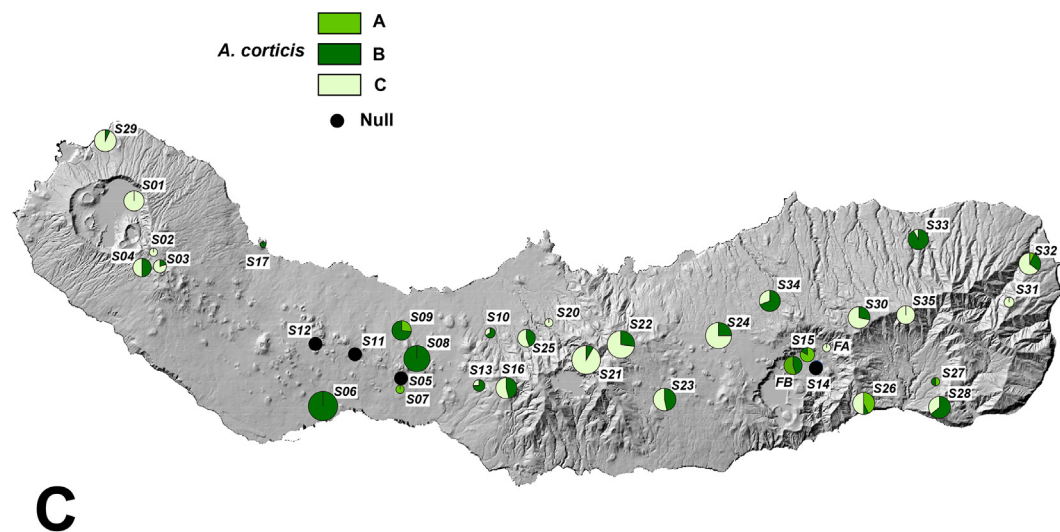 A
A. corticis
B
C
Null
S29
S01
S02
S04
S03
S17
S33
S32
S31
S34
S35
S30
S20
S10
S09
S12
S11
S08
S25
S22
S24
S15
FA
S21
S05
S13
S16
S07
S06
S23
FB
S14
S27
S26
S28
C